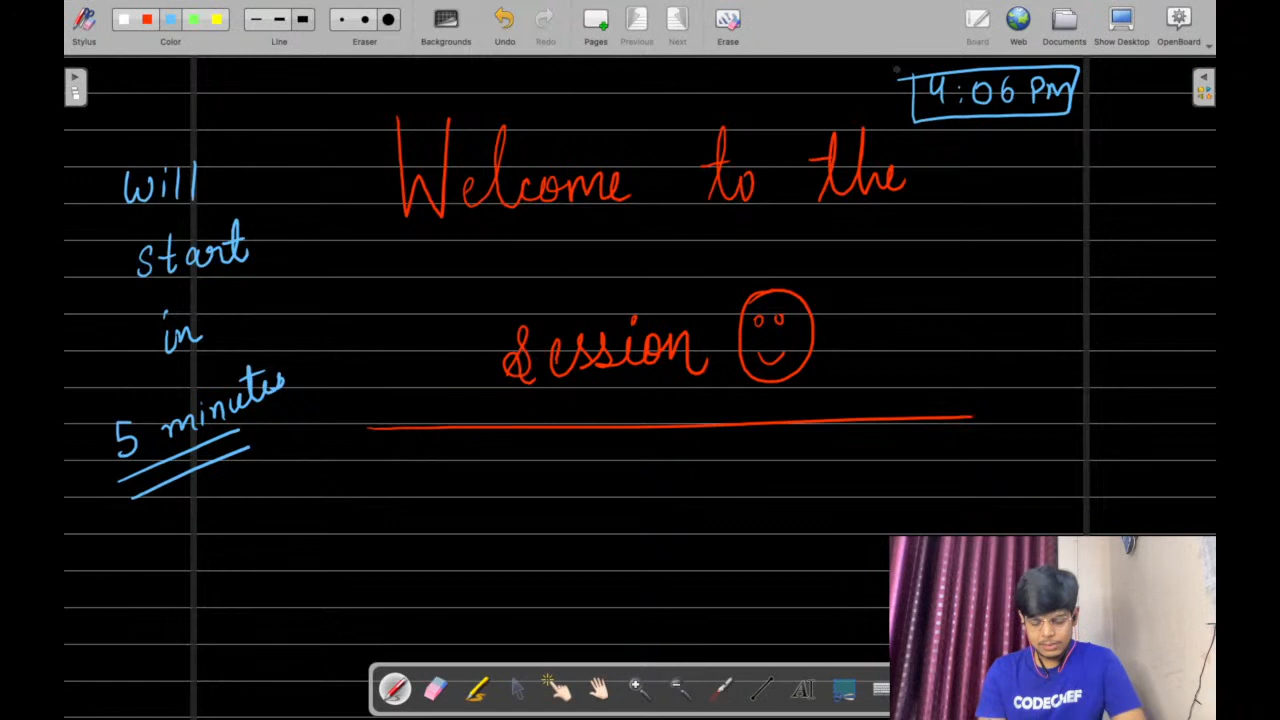 Stylus
Color
Line
Eraser
Backgrounds
Undo
Redo
Pages
Previous
Next
Erase
Board
Web
Documents
Show Desktop
OpenBoard
4:06 PM
Welcome to the
Session
will
start
in
5 minutes
AI
CODECHEF